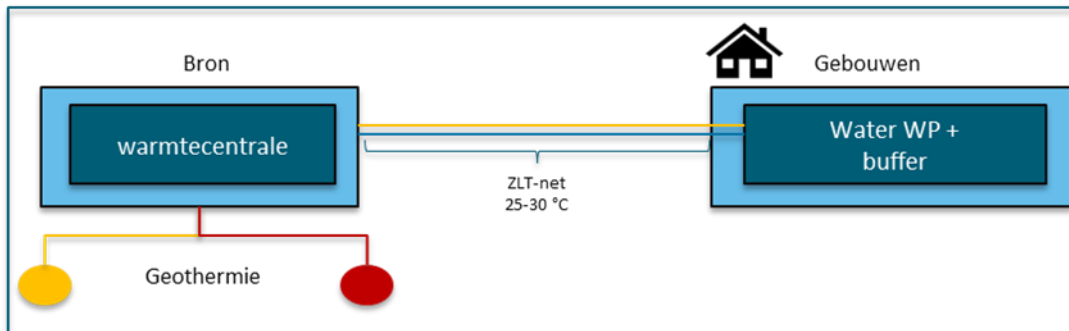 Bron
Gebouwen
warmtecentrale
Water WP +
buffer
ZLT-net
25-30 °C
Geothermie